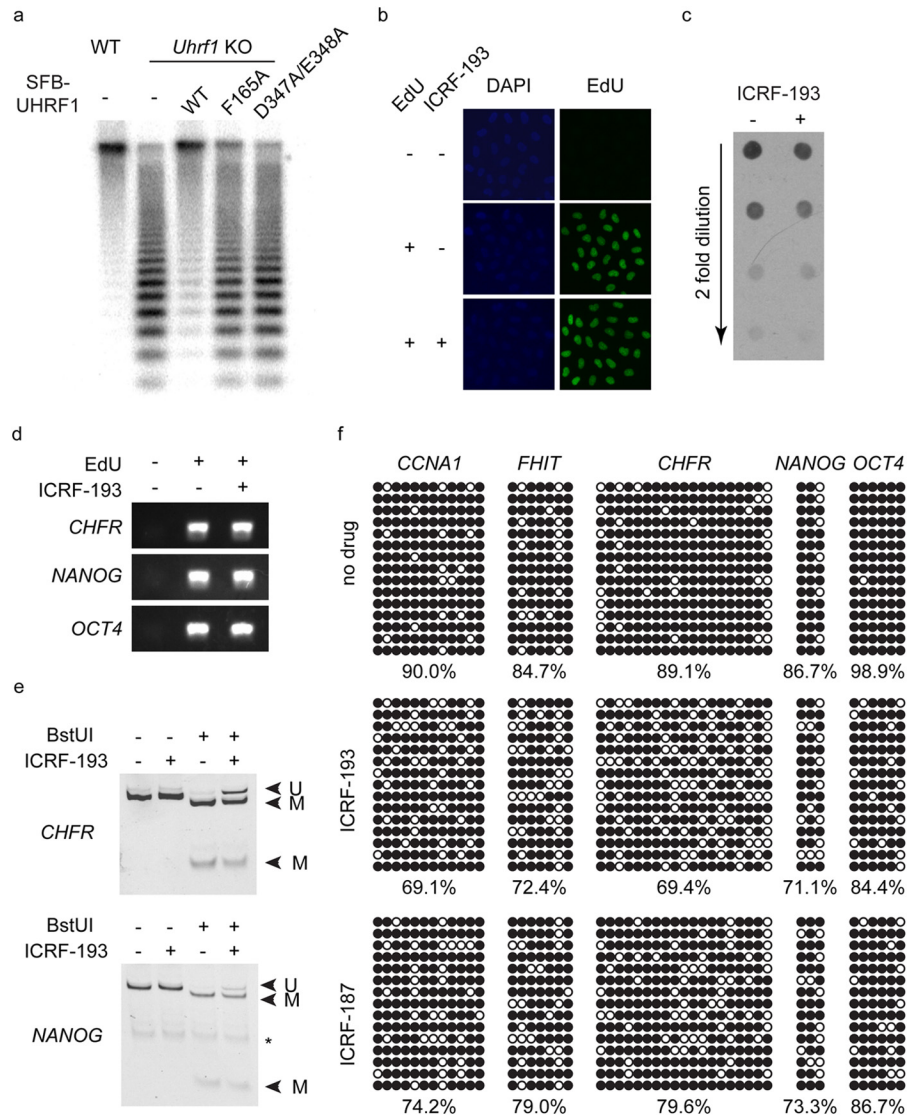 a
WT
Uhrf1 KO
SFB-
UHRF1
- - WT F165A D347A/E348A
b
EdU ICRF-193 DAPI EdU
- -
+ -
+ +
c
ICRF-193
- +
2 fold dilution
d
EdU - + +
ICRF-193 - - +
CHFR
NANOG
OCT4
e
BstUI - - + +
ICRF-193 - + - +
U
M
CHFR
M
BstUI - - + +
ICRF-193 - + - +
U
M
NANOG
*
M
f
CCNA1 FHIT CHFR NANOG OCT4
no drug
90.0% 84.7% 89.1% 86.7% 98.9%
ICRF-193
69.1% 72.4% 69.4% 71.1% 84.4%
ICRF-187
74.2% 79.0% 79.6% 73.3% 86.7%